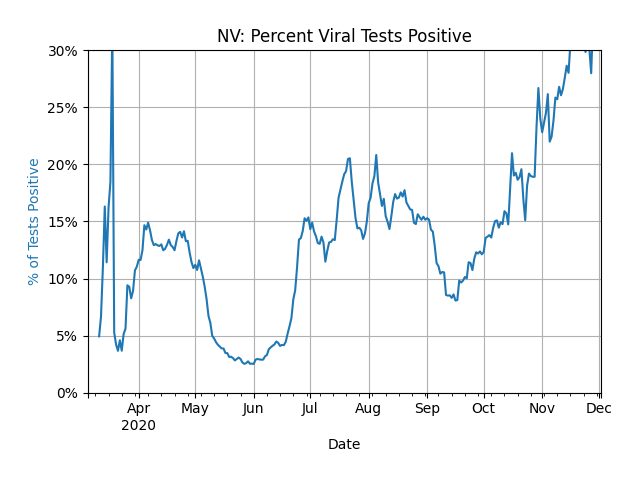 NV: Percent Viral Tests Positive
% of Tests Positive
30%
25%
20%
15%
10%
5%
0%
Apr May Jun Jul Aug Sep Oct Nov Dec
2020
Date